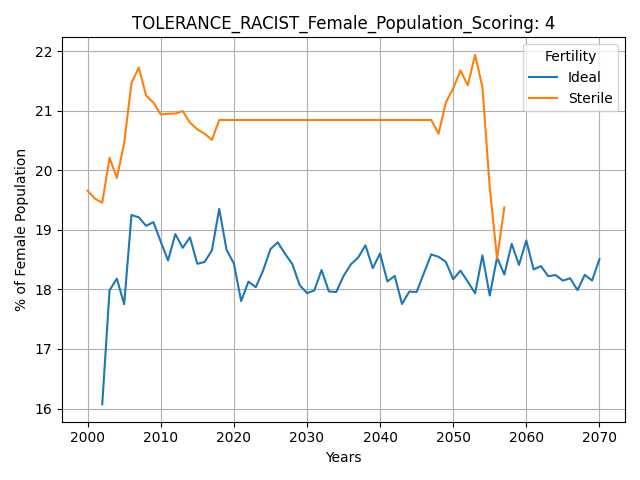 TOLERANCE_RACIST_Female_Population_Scoring: 4
Fertility
Ideal
Sterile
% of Female Population
22
21
20
19
18
17
16
2000 2010 2020 2030 2040 2050 2060 2070
Years